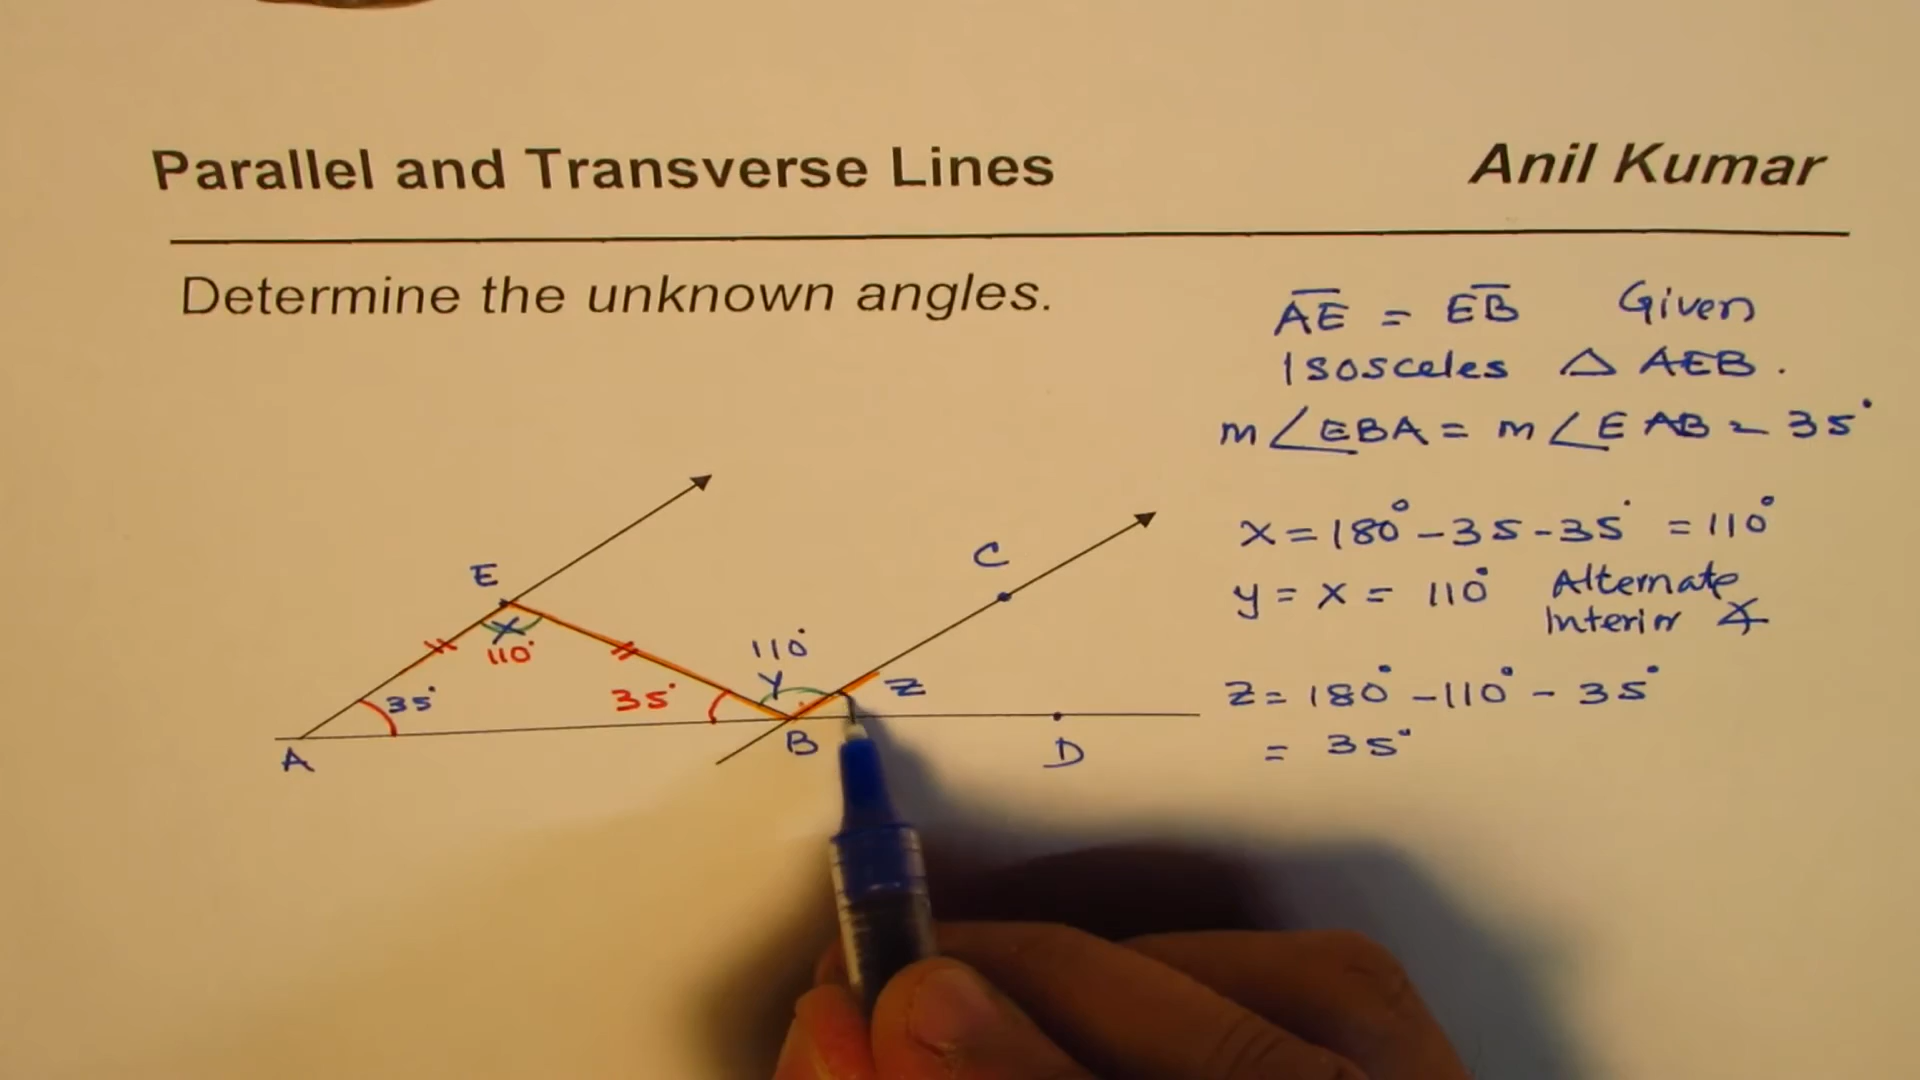 Parallel and Transverse Lines
Anil Kumar
Determine the unknown angles.
AE = EB Given
Isosceles △ AEB.
m∠EBA = m∠EAB = 35°
x = 180° - 35 - 35° = 110°
y = x = 110° Alternate
Interior ∡
z = 180° - 110° - 35°
= 35°
E
x
110°
35°
A
35°
110°
y
B
z
C
D